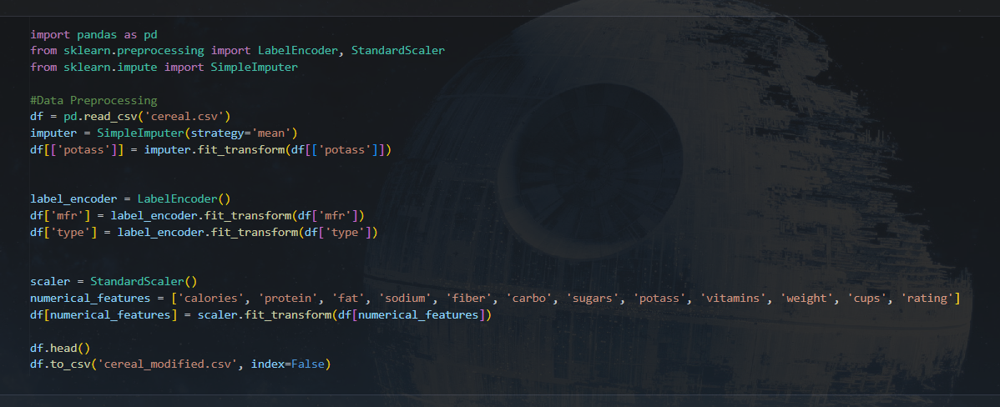 import pandas as pd
from sklearn.preprocessing import LabelEncoder, StandardScaler
from sklearn.impute import SimpleImputer
#Data Preprocessing
df = pd.read_csv('cereal.csv')
imputer = SimpleImputer(strategy='mean')
df[['potass']] = imputer.fit_transform(df[['potass']])
label_encoder = LabelEncoder()
df['mfr'] = label_encoder.fit_transform(df['mfr'])
df['type'] = label_encoder.fit_transform(df['type'])
scaler = StandardScaler()
numerical_features = ['calories', 'protein', 'fat', 'sodium', 'fiber', 'carbo', 'sugars', 'potass', 'vitamins', 'weight', 'cups', 'rating']
df[numerical_features] = scaler.fit_transform(df[numerical_features])
df.head()
df.to_csv('cereal_modified.csv', index=False)